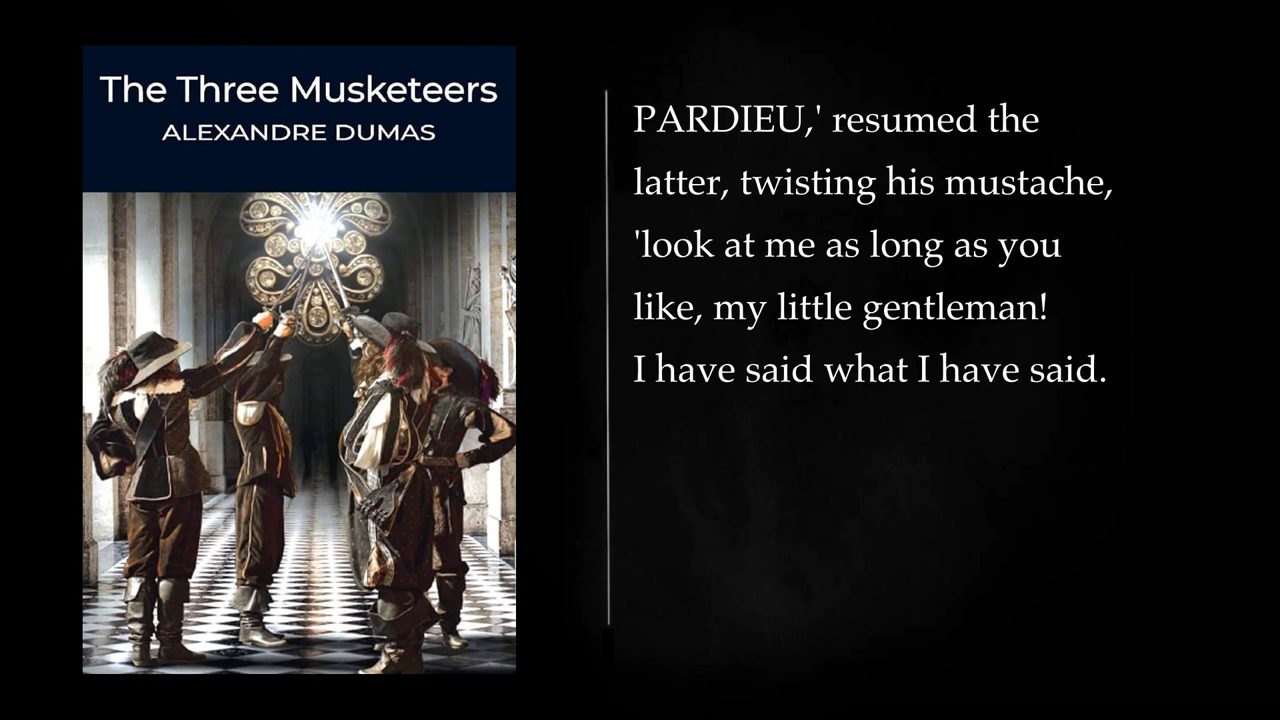 The Three Musketeers
ALEXANDRE DUMAS
PARDIEU,' resumed the
latter, twisting his mustache,
'look at me as long as you
like, my little gentleman!
I have said what I have said.